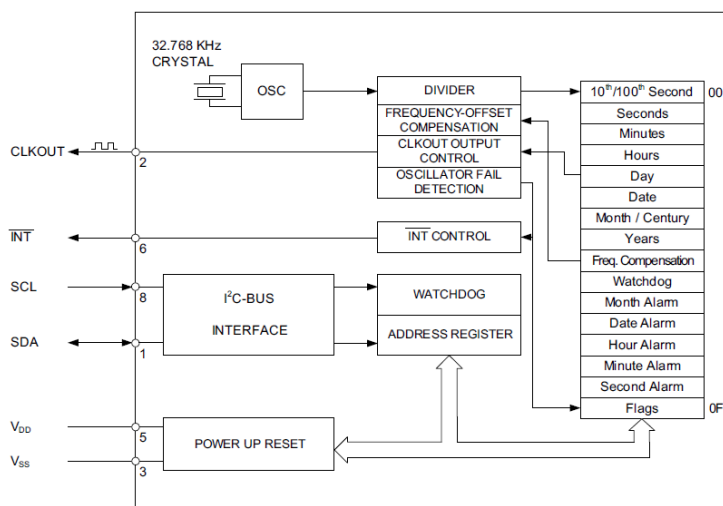 32.768 KHz
CRYSTAL
OSC
DIVIDER
FREQUENCY-OFFSET
COMPENSATION
CLKOUT OUTPUT
CONTROL
OSCILLATOR FAIL
DETECTION
10th/100th Second
00
Seconds
Minutes
Hours
Day
Date
Month / Century
Years
Freq. Compensation
Watchdog
Month Alarm
Date Alarm
Hour Alarm
Minute Alarm
Second Alarm
Flags
0F
CLKOUT
2
INT
6
INT CONTROL
SCL
8
I2C-BUS
INTERFACE
WATCHDOG
ADDRESS REGISTER
SDA
1
VDD
5
POWER UP RESET
VSS
3